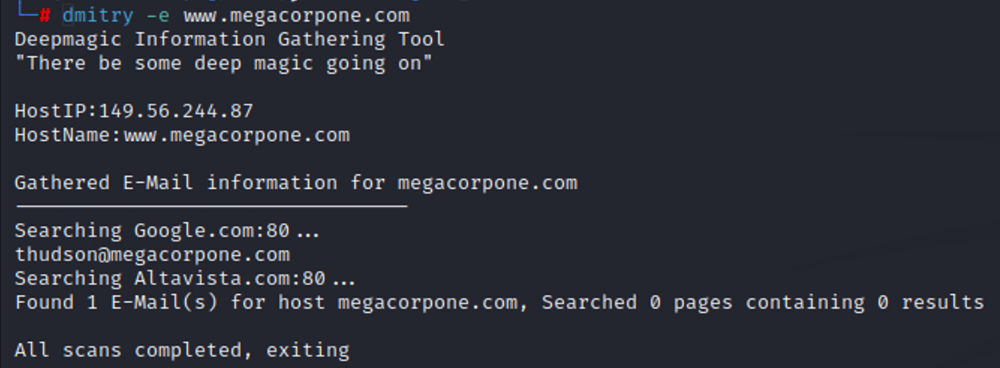 └─# dmitry -e www.megacorpone.com
Deepmagic Information Gathering Tool
"There be some deep magic going on"
HostIP:149.56.244.87
HostName:www.megacorpone.com
Gathered E-Mail information for megacorpone.com
---------------------------------
Searching Google.com:80...
thudson@megacorpone.com
Searching Altavista.com:80...
Found 1 E-Mail(s) for host megacorpone.com, Searched 0 pages containing 0 results
All scans completed, exiting